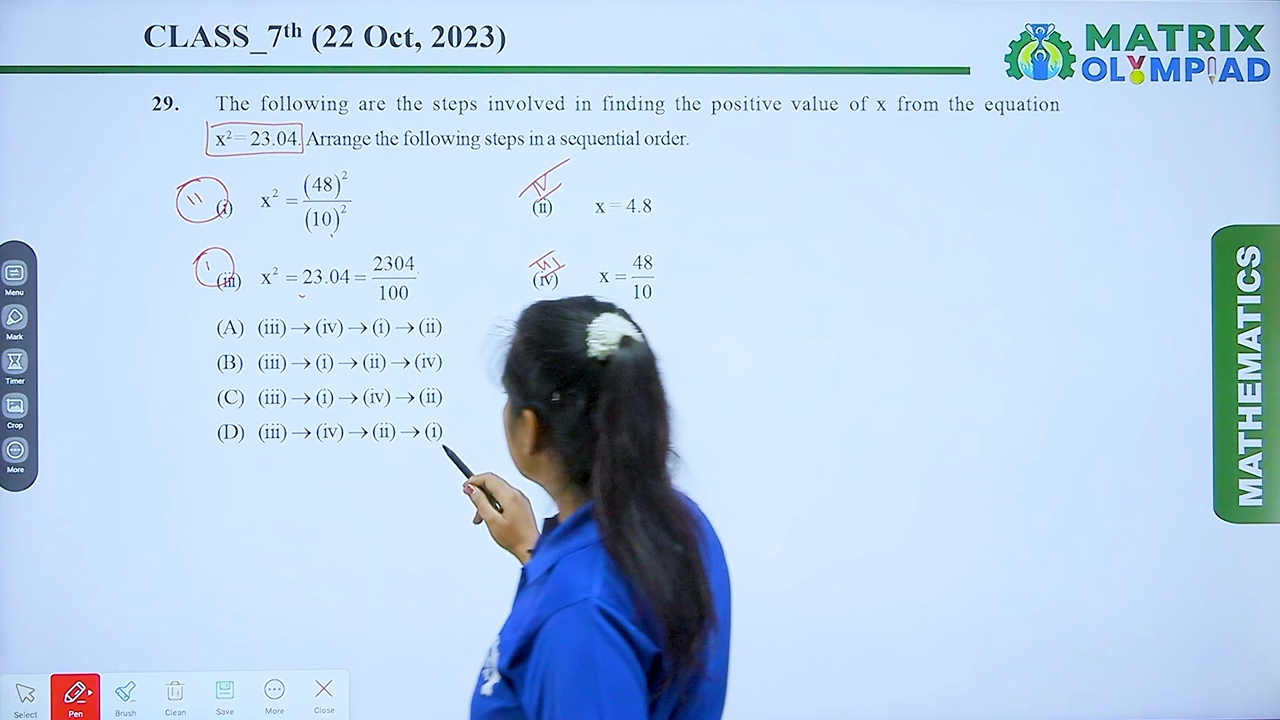 CLASS_7th (22 Oct, 2023)
MATRIX
OLYMPIAD
29. The following are the steps involved in finding the positive value of x from the equation
x² = 23.04. Arrange the following steps in a sequential order.
II
(i) x² = (48)² / (10)²
IV
(ii) x = 4.8
I
(iii) x² = 23.04 = 2304 / 100
III
(iv) x = 48 / 10
(A) (iii) → (iv) → (i) → (ii)
(B) (iii) → (i) → (ii) → (iv)
(C) (iii) → (i) → (iv) → (ii)
(D) (iii) → (iv) → (ii) → (i)
MATHEMATICS
Menu
Mark
Timer
Crop
More
Select
Pen
Brush
Clean
Save
More
Close